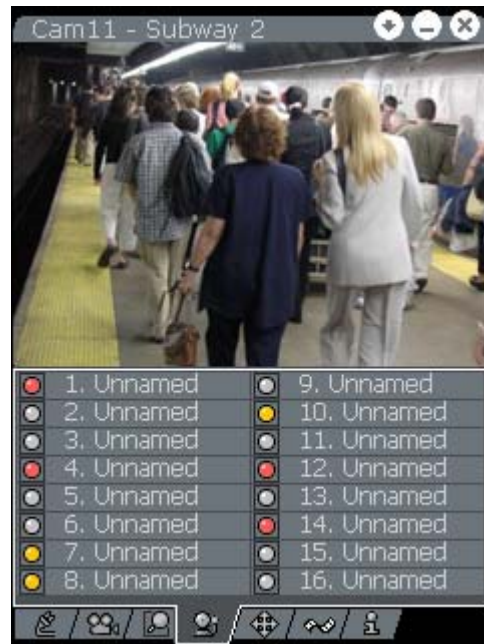 Cam11 - Subway 2
1. Unnamed
2. Unnamed
3. Unnamed
4. Unnamed
5. Unnamed
6. Unnamed
7. Unnamed
8. Unnamed
9. Unnamed
10. Unnamed
11. Unnamed
12. Unnamed
13. Unnamed
14. Unnamed
15. Unnamed
16. Unnamed